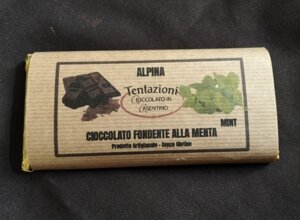 ALPINA
Tentazioni
CIOCCOLATO IN
CASENTINO
MINT
CIOCCOLATO FONDENTE ALLA MENTA
Prodotto Artigianale - Senza Glutine